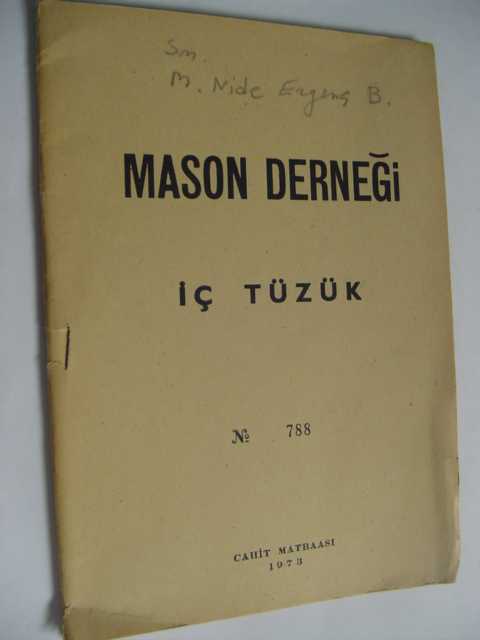 Sn.
M. Nide Ergenç B.
MASON DERNEĞİ
İÇ TÜZÜK
№ 788
CAHİT MATBAASI
1973